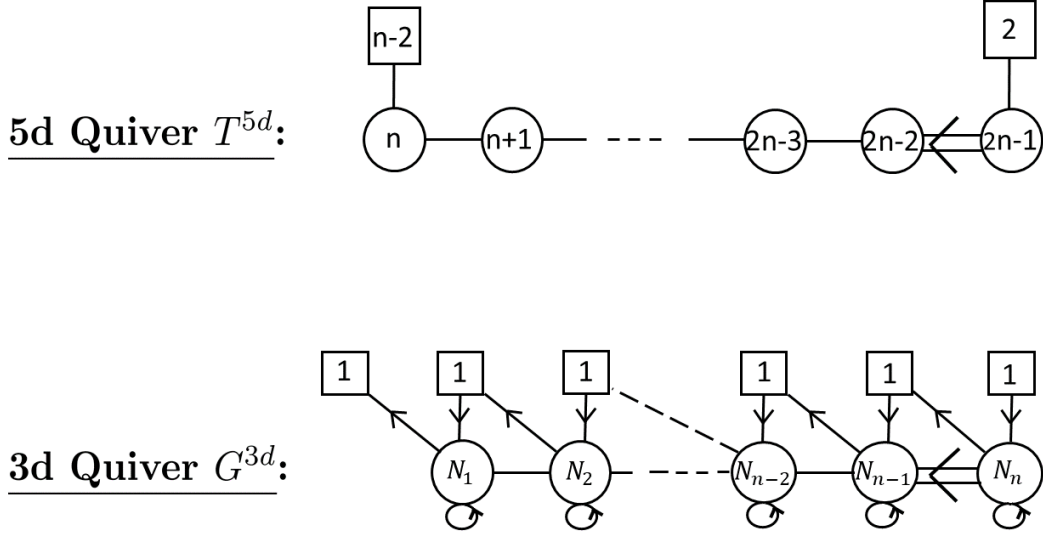 n-2 2
5d Quiver T^{5d}:
n n+1 2n-3 2n-2 2n-1
1 1 1 1 1 1
3d Quiver G^{3d}:
N_1 N_2 N_{n-2} N_{n-1} N_n